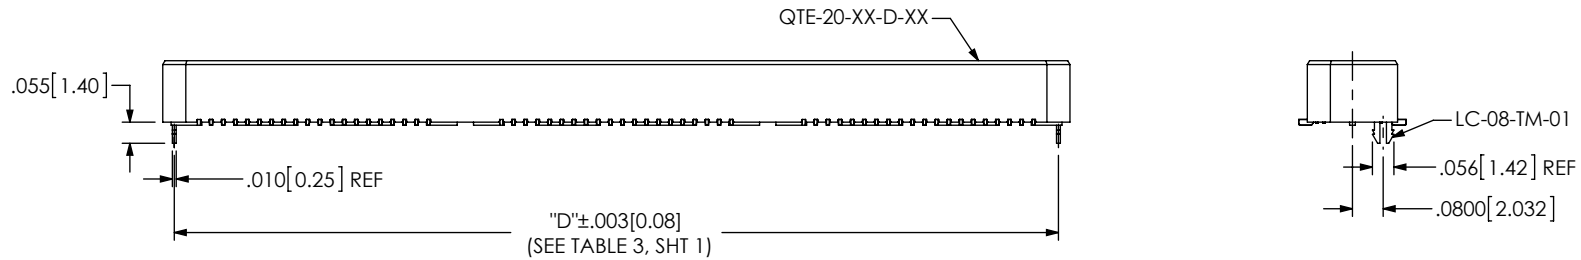 QTE-20-XX-D-XX
.055[1.40]
LC-08-TM-01
.056[1.42] REF
.010[0.25] REF
.0800[2.032]
"D"±.003[0.08]
(SEE TABLE 3, SHT 1)